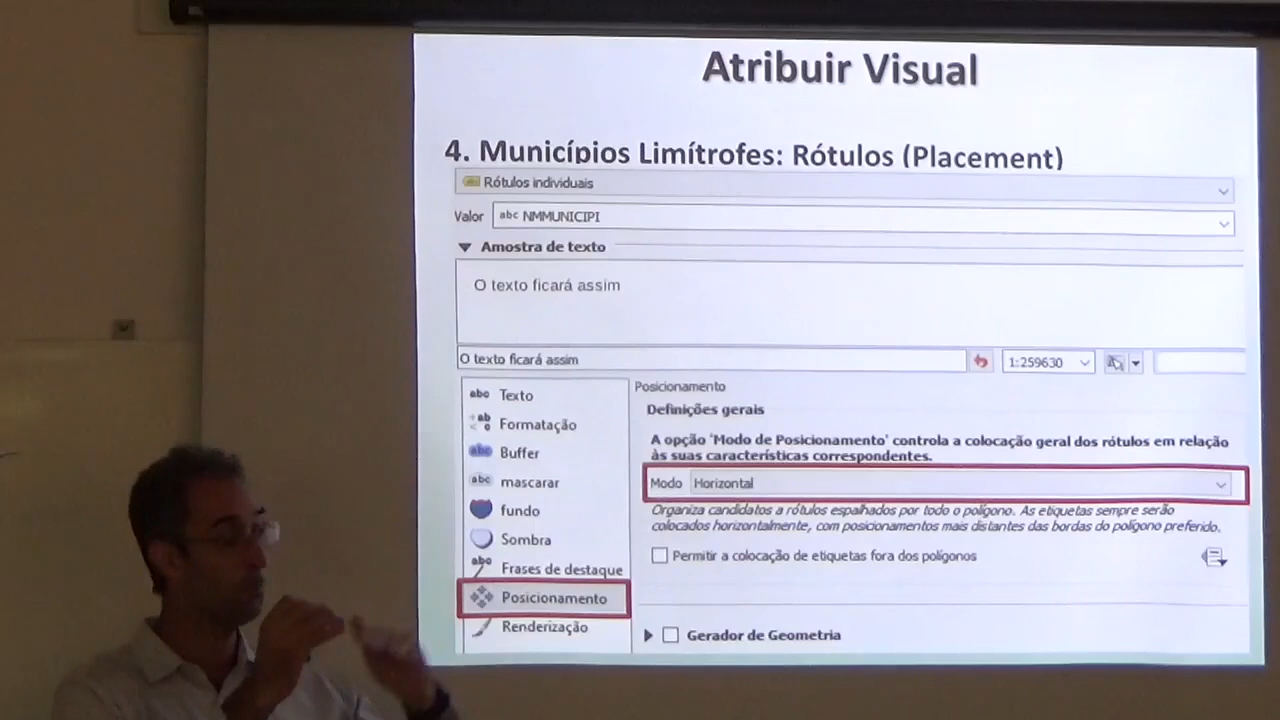 Atribuir Visual
4. Municípios Limítrofes: Rótulos (Placement)
Rótulos individuais
Valor abc NMMUNICIPI
Amostra de texto
O texto ficará assim
O texto ficará assim 1:259630
Posicionamento
abc Texto
Definições gerais
ab Formatação
A opção 'Modo de Posicionamento' controla a colocação geral dos rótulos em relação
às suas características correspondentes.
abc Buffer
abc mascarar
Modo Horizontal
fundo
Organiza candidatos a rótulos espalhados por todo o polígono. As etiquetas sempre serão
colocados horizontalmente, com posicionamentos mais distantes das bordas do polígono preferido.
Sombra
Permitir a colocação de etiquetas fora dos polígonos
abc Frases de destaque
Posicionamento
Renderização
Gerador de Geometria